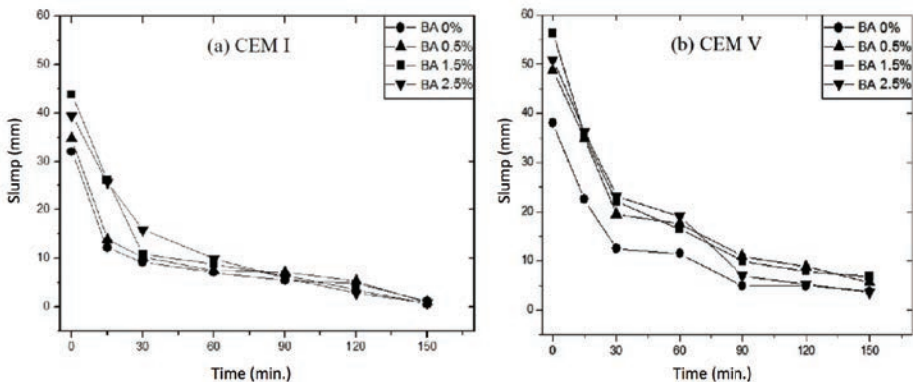 60
50
40
30
20
10
0
Slump (mm)
(a) CEM I
BA 0%
BA 0.5%
BA 1.5%
BA 2.5%
0 30 60 90 120 150
Time (min.)
60
50
40
30
20
10
0
Slump (mm)
(b) CEM V
BA 0%
BA 0.5%
BA 1.5%
BA 2.5%
0 30 60 90 120 150
Time (min.)